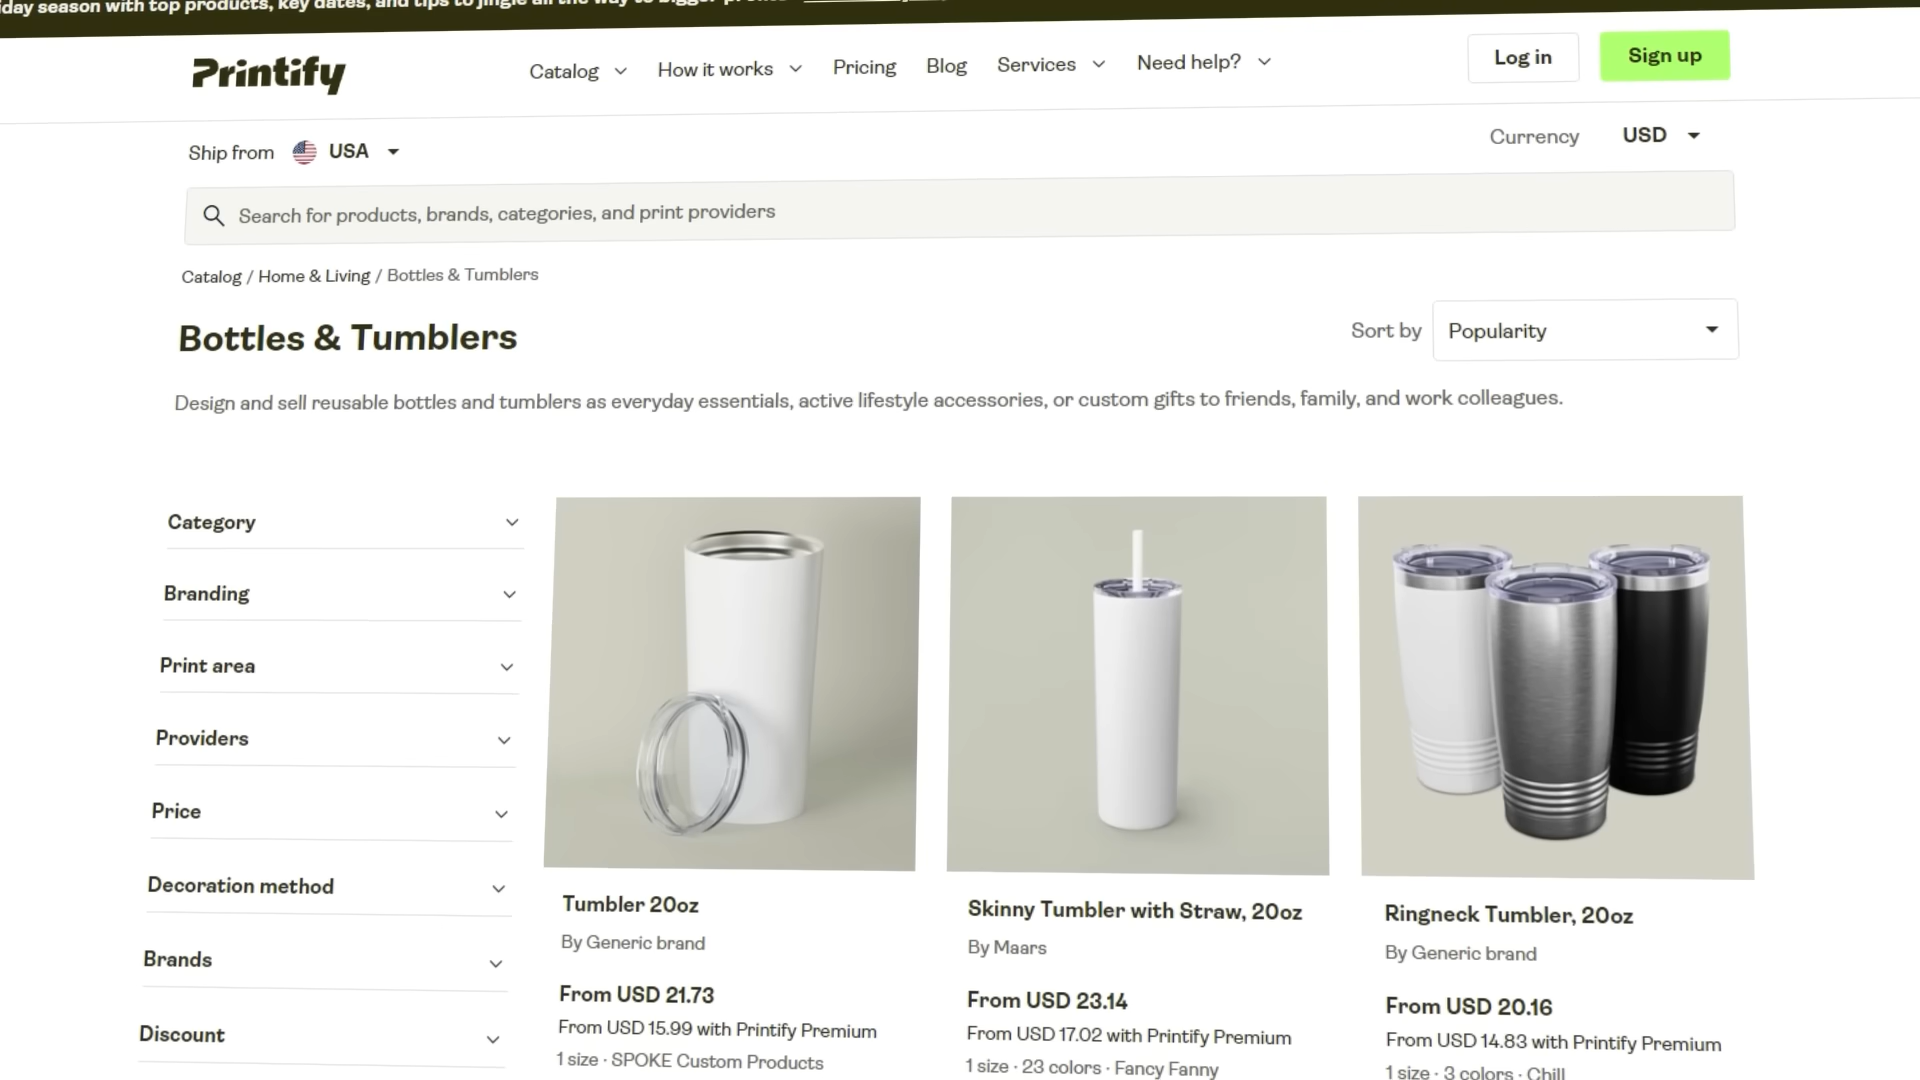 day season with top products, key dates, and tips to jingle all the way to bigger
Printify
Catalog
How it works
Pricing
Blog
Services
Need help?
Log in
Sign up
Ship from
USA
Currency
USD
Search for products, brands, categories, and print providers
Catalog / Home & Living / Bottles & Tumblers
Bottles & Tumblers
Sort by
Popularity
Design and sell reusable bottles and tumblers as everyday essentials, active lifestyle accessories, or custom gifts to friends, family, and work colleagues.
Category
Branding
Print area
Providers
Price
Decoration method
Brands
Discount
Tumbler 20oz
By Generic brand
From USD 21.73
From USD 15.99 with Printify Premium
1 size · SPOKE Custom Products
Skinny Tumbler with Straw, 20oz
By Maars
From USD 23.14
From USD 17.02 with Printify Premium
1 size · 23 colors · Fancy Fanny
Ringneck Tumbler, 20oz
By Generic brand
From USD 20.16
From USD 14.83 with Printify Premium
1 size · 3 colors · Chill